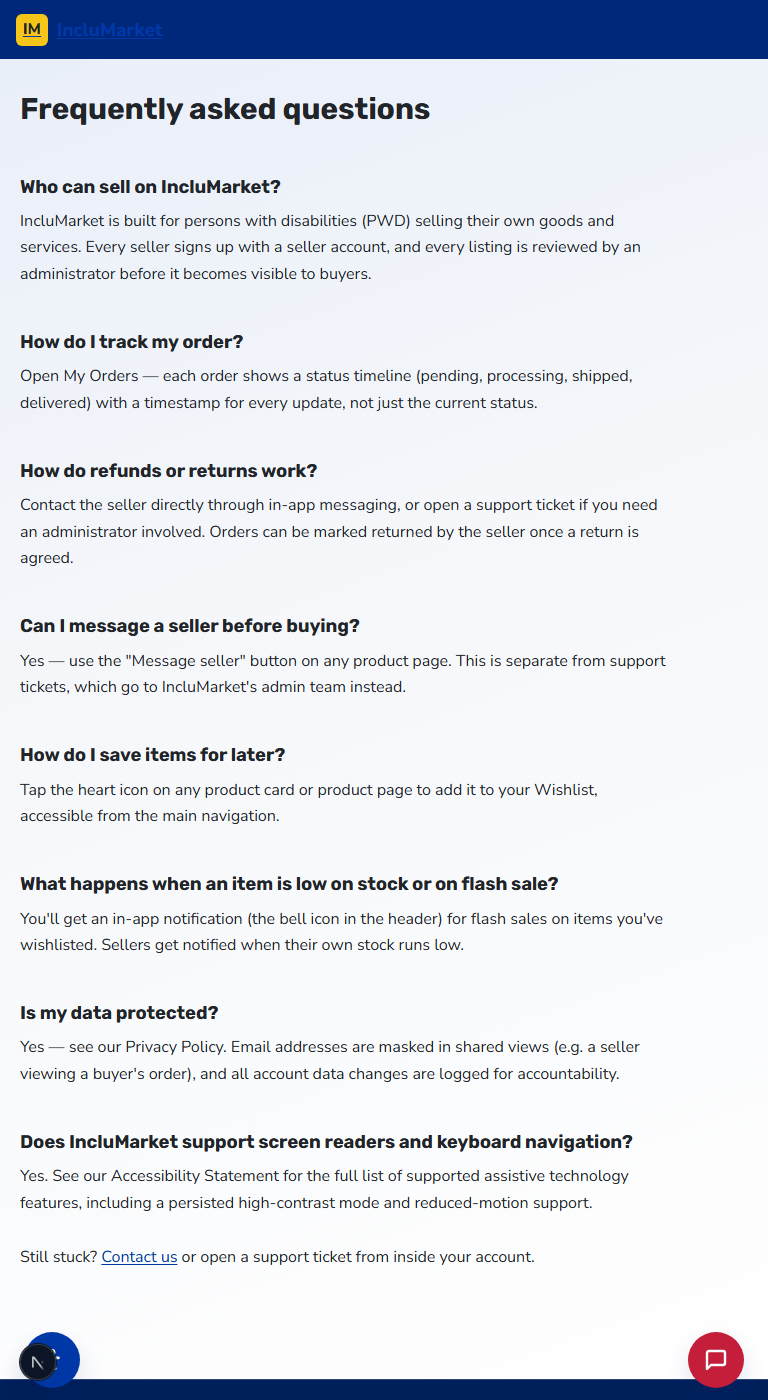 IM IncluMarket
Frequently asked questions
Who can sell on IncluMarket?
IncluMarket is built for persons with disabilities (PWD) selling their own goods and
services. Every seller signs up with a seller account, and every listing is reviewed by an
administrator before it becomes visible to buyers.
How do I track my order?
Open My Orders — each order shows a status timeline (pending, processing, shipped,
delivered) with a timestamp for every update, not just the current status.
How do refunds or returns work?
Contact the seller directly through in-app messaging, or open a support ticket if you need
an administrator involved. Orders can be marked returned by the seller once a return is
agreed.
Can I message a seller before buying?
Yes — use the "Message seller" button on any product page. This is separate from support
tickets, which go to IncluMarket's admin team instead.
How do I save items for later?
Tap the heart icon on any product card or product page to add it to your Wishlist,
accessible from the main navigation.
What happens when an item is low on stock or on flash sale?
You'll get an in-app notification (the bell icon in the header) for flash sales on items you've
wishlisted. Sellers get notified when their own stock runs low.
Is my data protected?
Yes — see our Privacy Policy. Email addresses are masked in shared views (e.g. a seller
viewing a buyer's order), and all account data changes are logged for accountability.
Does IncluMarket support screen readers and keyboard navigation?
Yes. See our Accessibility Statement for the full list of supported assistive technology
features, including a persisted high-contrast mode and reduced-motion support.
Still stuck? Contact us or open a support ticket from inside your account.
N